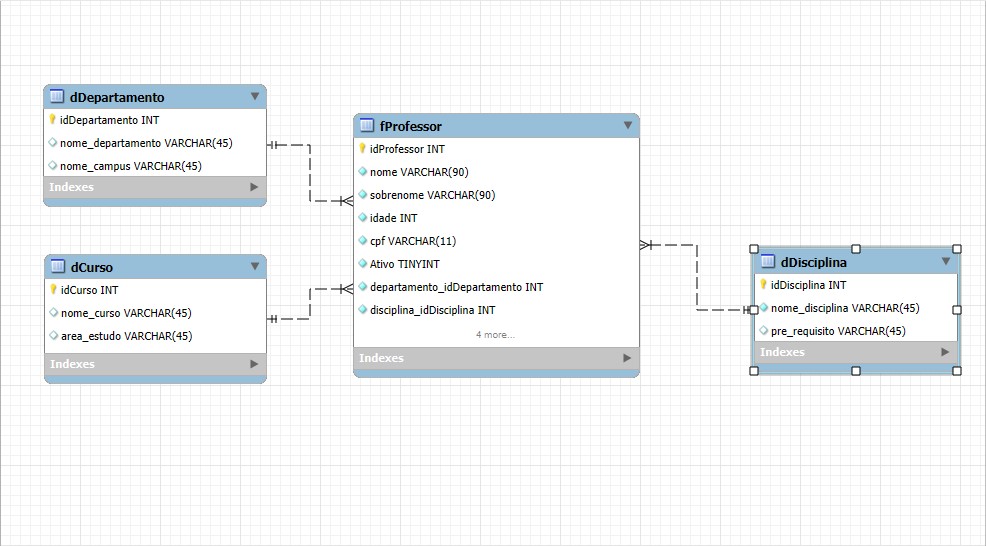 dDepartamento
idDepartamento INT
nome_departamento VARCHAR(45)
nome_campus VARCHAR(45)
Indexes
dCurso
idCurso INT
nome_curso VARCHAR(45)
area_estudo VARCHAR(45)
Indexes
fProfessor
idProfessor INT
nome VARCHAR(90)
sobrenome VARCHAR(90)
idade INT
cpf VARCHAR(11)
Ativo TINYINT
departamento_idDepartamento INT
disciplina_idDisciplina INT
4 more...
Indexes
dDisciplina
idDisciplina INT
nome_disciplina VARCHAR(45)
pre_requisito VARCHAR(45)
Indexes